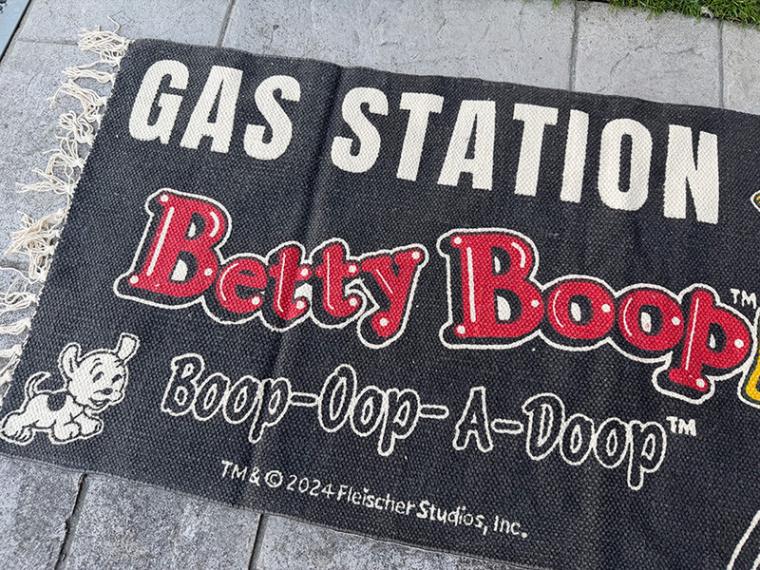 GAS STATION
Betty Boop™
Boop-Oop-A-Doop™
TM & © 2024 Fleischer Studios, Inc.